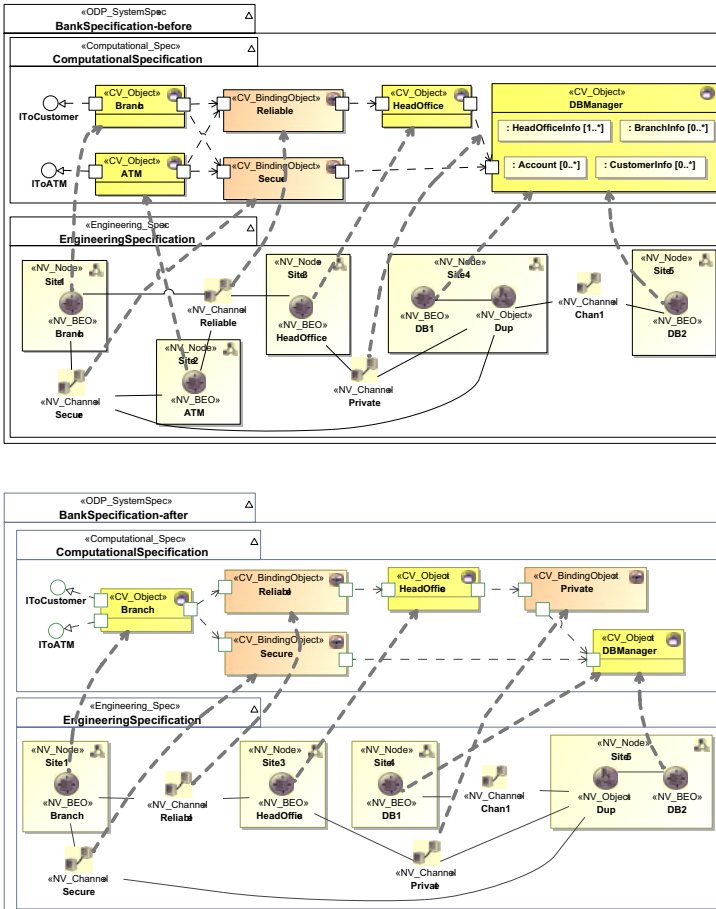 «ODP_SystemSpec»
BankSpecification-before
«Computational_Spec»
ComputationalSpecification
IToCustomer
«CV_Object»
Branch
«CV_BindingObject»
Reliable
«CV_Object»
HeadOffice
«CV_Object»
DBManager
: HeadOfficeInfo [1..*]
: BranchInfo [0..*]
: Account [0..*]
: CustomerInfo [0..*]
IToATM
«CV_Object»
ATM
«CV_BindingObject»
Secure
«Engineering_Spec»
EngineeringSpecification
«NV_Node»
Site1
«NV_BEO»
Branch
«NV_Channel»
Reliable
«NV_Node»
Site3
«NV_BEO»
HeadOffice
«NV_Node»
Site4
«NV_BEO»
DB1
«NV_Object»
Dup
«NV_Channel»
Chan1
«NV_Node»
Site5
«NV_BEO»
DB2
«NV_Node»
Site2
«NV_BEO»
ATM
«NV_Channel»
Secure
«NV_Channel»
Private
«ODP_SystemSpec»
BankSpecification-after
«Computational_Spec»
ComputationalSpecification
IToCustomer
IToATM
«CV_Object»
Branch
«CV_BindingObject»
Reliable
«CV_Object»
HeadOffice
«CV_BindingObject»
Private
«CV_BindingObject»
Secure
«CV_Object»
DBManager
«Engineering_Spec»
EngineeringSpecification
«NV_Node»
Site1
«NV_BEO»
Branch
«NV_Channel»
Reliable
«NV_Node»
Site3
«NV_BEO»
HeadOffice
«NV_Node»
Site4
«NV_BEO»
DB1
«NV_Channel»
Chan1
«NV_Node»
Site5
«NV_Object»
Dup
«NV_BEO»
DB2
«NV_Channel»
Secure
«NV_Channel»
Private